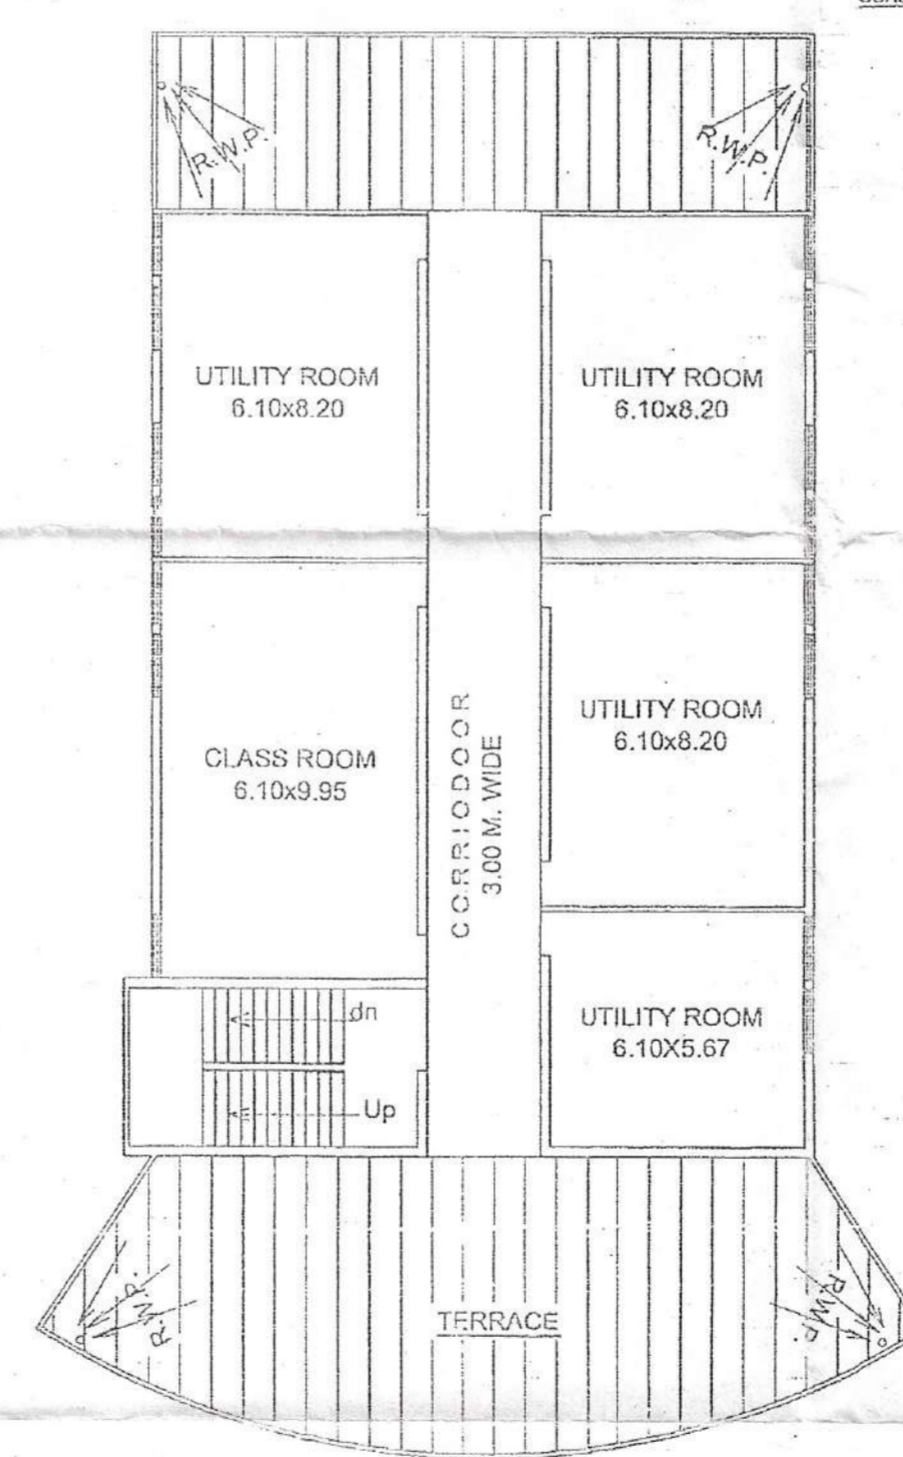 R.W.P.
R.W.P.
UTILITY ROOM
6.10x8.20
UTILITY ROOM
6.10x8.20
CLASS ROOM
6.10x9.95
CORRIODOOR
3.00 M. WIDE
UTILITY ROOM
6.10x8.20
UTILITY ROOM
6.10X5.67
dn
Up
R.W.P.
TERRACE
R.W.P.